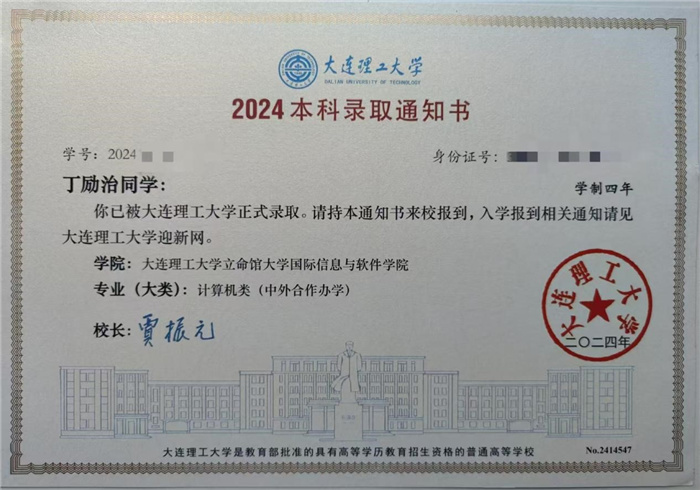 大连理工大学
DALIAN UNIVERSITY OF TECHNOLOGY
2024本科录取通知书
学号：2024
身份证号：
丁励治同学：
学制四年
你已被大连理工大学正式录取。请持本通知书来校报到，入学报到相关通知请见
大连理工大学迎新网。
学院：大连理工大学立命馆大学国际信息与软件学院
专业（大类）：计算机类（中外合作办学）
校长：贾振元
大连理工大学
二〇二四年
大连理工大学是教育部批准的具有高等学历教育招生资格的普通高等学校
No.2414547